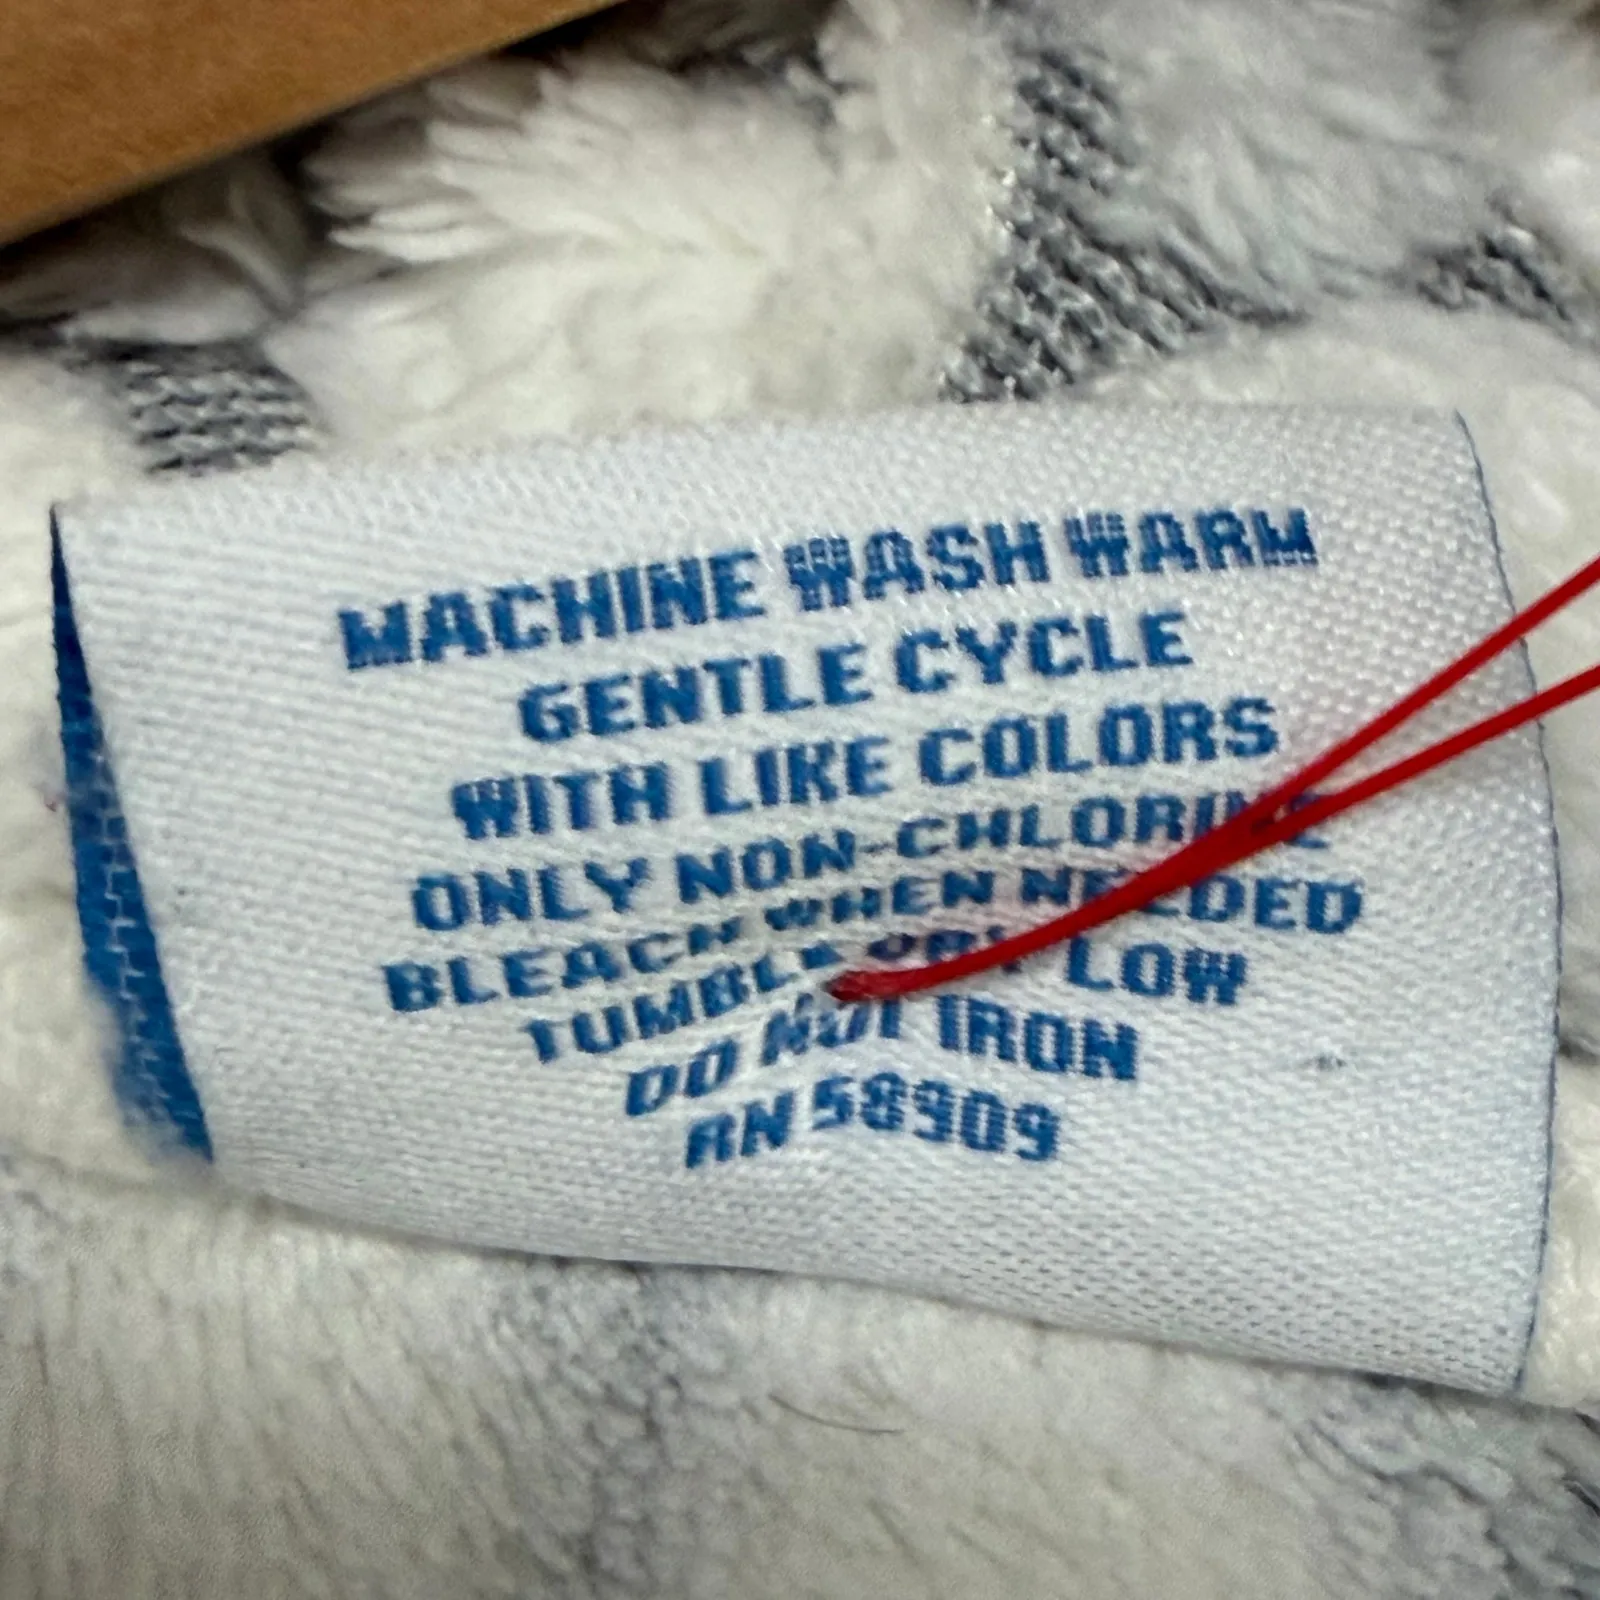 MACHINE WASH WARM
GENTLE CYCLE
WITH LIKE COLORS
ONLY NON-CHLORINE
BLEACH WHEN NEEDED
TUMBLE DRY LOW
DO NOT IRON
RN 58909